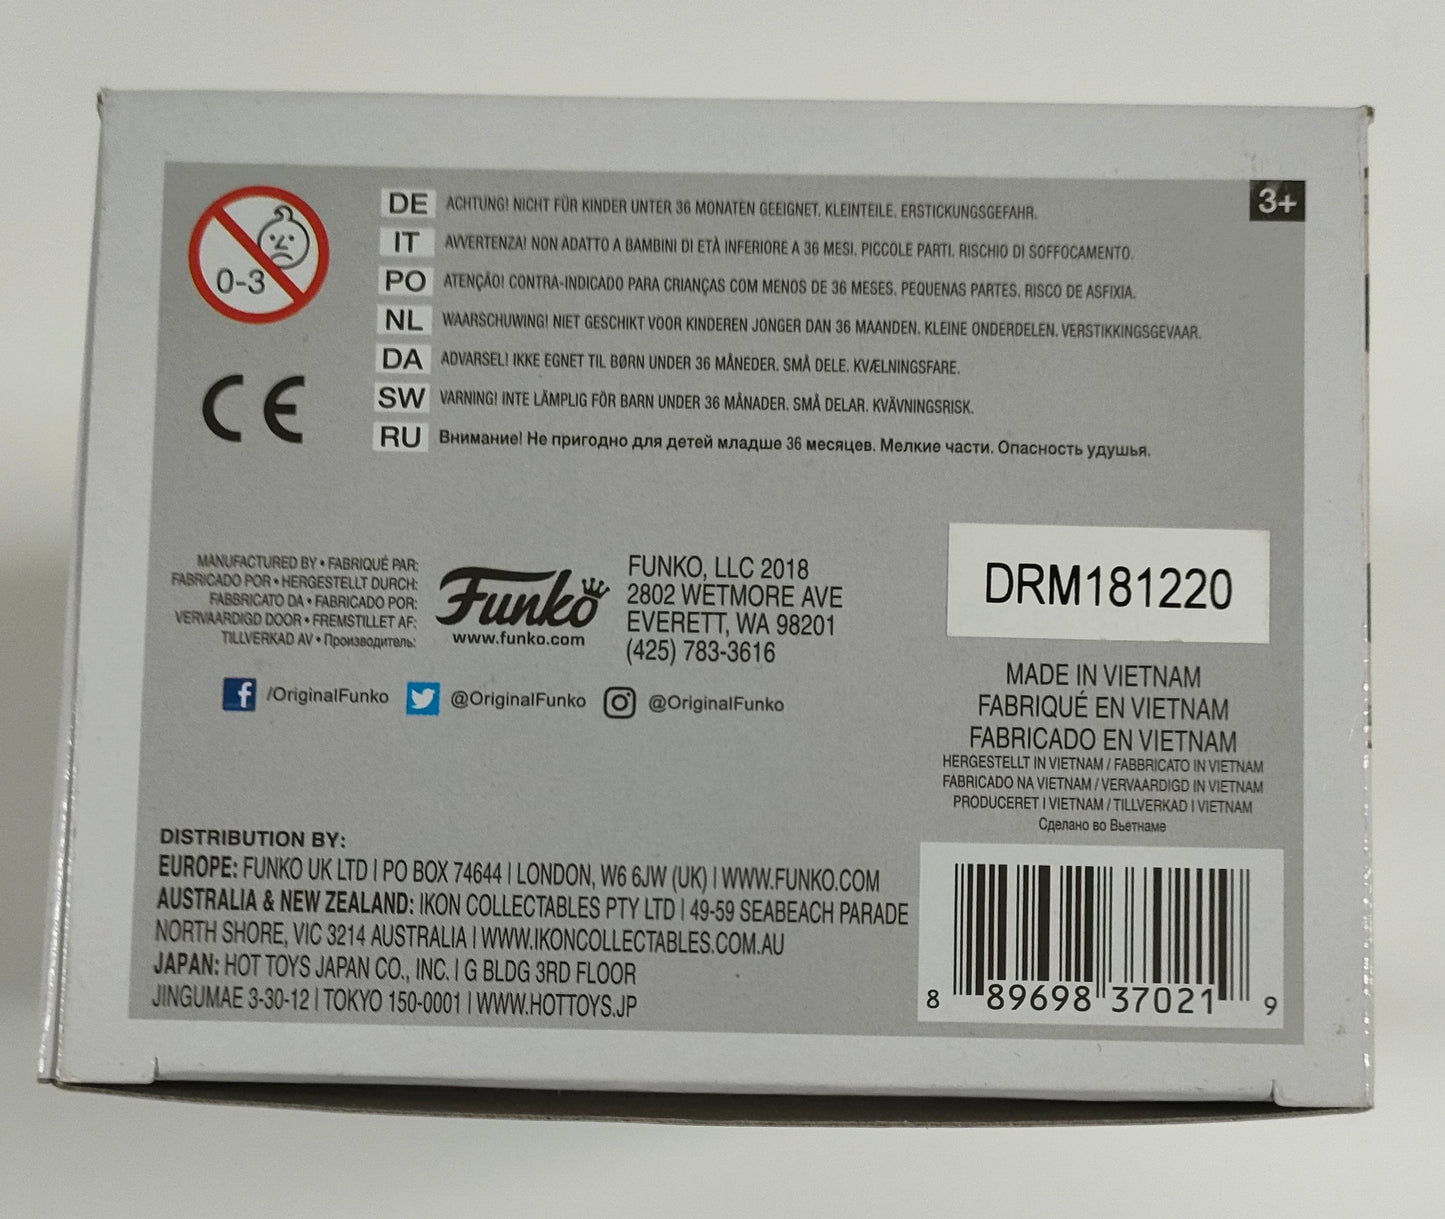 3+
0-3
DE ACHTUNG! NICHT FÜR KINDER UNTER 36 MONATEN GEEIGNET. KLEINTEILE. ERSTICKUNGSGEFAHR.
IT AVVERTENZA! NON ADATTO A BAMBINI DI ETÀ INFERIORE A 36 MESI. PICCOLE PARTI. RISCHIO DI SOFFOCAMENTO.
PO ATENÇÃO! CONTRA-INDICADO PARA CRIANÇAS COM MENOS DE 36 MESES. PEQUENAS PARTES. RISCO DE ASFIXIA.
NL WAARSCHUWING! NIET GESCHIKT VOOR KINDEREN JONGER DAN 36 MAANDEN. KLEINE ONDERDELEN. VERSTIKKINGSGEVAAR.
DA ADVARSEL! IKKE EGNET TIL BØRN UNDER 36 MÅNEDER. SMÅ DELE. KVÆLNINGSFARE.
SW VARNING! INTE LÄMPLIG FÖR BARN UNDER 36 MÅNADER. SMÅ DELAR. KVÄVNINGSRISK.
RU Внимание! Не пригодно для детей младше 36 месяцев. Мелкие части. Опасность удушья.
CE
MANUFACTURED BY • FABRIQUÉ PAR:
FABRICADO POR • HERGESTELLT DURCH:
FABBRICATO DA • FABRICADO POR:
VERVAARDIGD DOOR • FREMSTILLET AF:
TILLVERKAD AV • Производитель:
Funko
www.funko.com
FUNKO, LLC 2018
2802 WETMORE AVE
EVERETT, WA 98201
(425) 783-3616
/OriginalFunko @OriginalFunko @OriginalFunko
DRM181220
MADE IN VIETNAM
FABRIQUÉ EN VIETNAM
FABRICADO EN VIETNAM
HERGESTELLT IN VIETNAM / FABBRICATO IN VIETNAM
FABRICADO NA VIETNAM / VERVAARDIGD IN VIETNAM
PRODUCERET I VIETNAM / TILLVERKAD I VIETNAM
Сделано во Вьетнаме
DISTRIBUTION BY:
EUROPE: FUNKO UK LTD | PO BOX 74644 | LONDON, W6 6JW (UK) | WWW.FUNKO.COM
AUSTRALIA & NEW ZEALAND: IKON COLLECTABLES PTY LTD | 49-59 SEABEACH PARADE
NORTH SHORE, VIC 3214 AUSTRALIA | WWW.IKONCOLLECTABLES.COM.AU
JAPAN: HOT TOYS JAPAN CO., INC. | G BLDG 3RD FLOOR
JINGUMAE 3-30-12 | TOKYO 150-0001 | WWW.HOTTOYS.JP
8 89698 37021 9